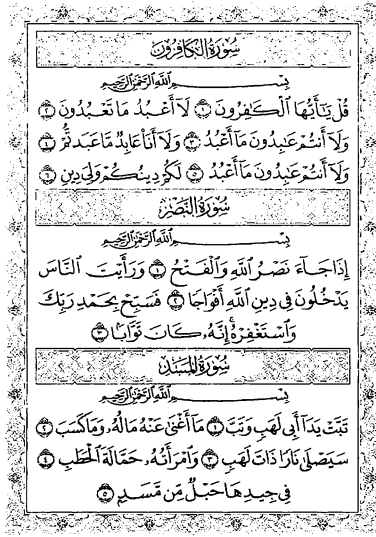 سُورَةُ الكَافِرُونَ
بِسْمِ اللَّهِ الرَّحْمَٰنِ الرَّحِيمِ
قُلْ يَٰٓأَيُّهَا ٱلْكَٰفِرُونَ ١ لَآ أَعْبُدُ مَا تَعْبُدُونَ ٢
وَلَآ أَنتُمْ عَٰبِدُونَ مَآ أَعْبُدُ ٣ وَلَآ أَنَا۠ عَابِدٌ مَّا عَبَدتُّمْ ٤
وَلَآ أَنتُمْ عَٰبِدُونَ مَآ أَعْبُدُ ٥ لَكُمْ دِينُكُمْ وَلِىَ دِينِ ٦
سُورَةُ النَّصْرِ
بِسْمِ اللَّهِ الرَّحْمَٰنِ الرَّحِيمِ
إِذَا جَآءَ نَصْرُ ٱللَّهِ وَٱلْفَتْحُ ١ وَرَأَيْتَ ٱلنَّاسَ
يَدْخُلُونَ فِى دِينِ ٱللَّهِ أَفْوَاجًا ٢ فَسَبِّحْ بِحَمْدِ رَبِّكَ
وَٱسْتَغْفِرْهُ ۚ إِنَّهُۥ كَانَ تَوَّابًۢا ٣
سُورَةُ المَسَدِ
بِسْمِ اللَّهِ الرَّحْمَٰنِ الرَّحِيمِ
تَبَّتْ يَدَآ أَبِى لَهَبٍ وَتَبَّ ١ مَآ أَغْنَىٰ عَنْهُ مَالُهُۥ وَمَا كَسَبَ ٢
سَيَصْلَىٰ نَارًا ذَاتَ لَهَبٍ ٣ وَٱمْرَأَتُهُۥ حَمَّالَةَ ٱلْحَطَبِ ٤
فِى جِيدِهَا حَبْلٌ مِّن مَّسَدٍۭ ٥